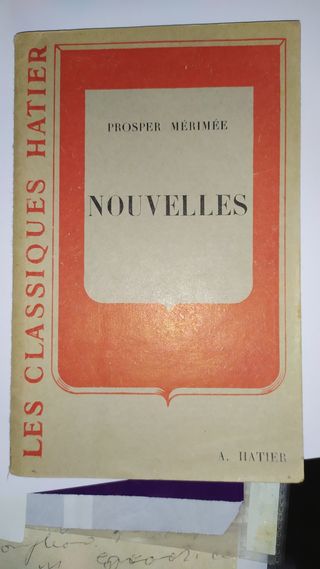 LES CLASSIQUES HATIER
PROSPER MÉRIMÉE
NOUVELLES
A. HATIER